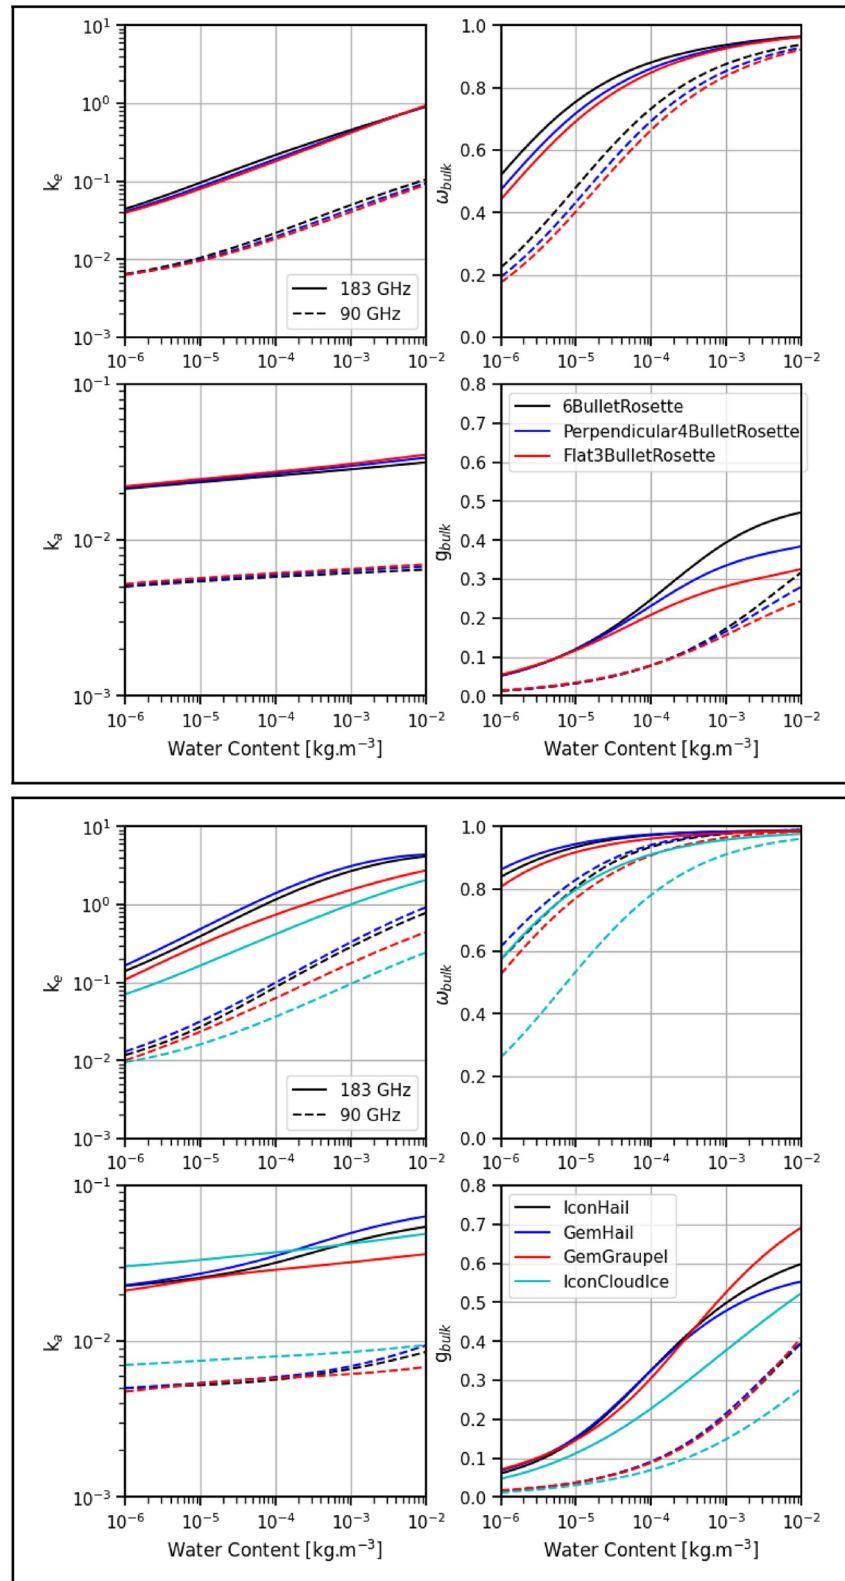 10¹
10⁰
10⁻¹
10⁻²
10⁻³
kₑ
183 GHz
90 GHz
10⁻⁶ 10⁻⁵ 10⁻⁴ 10⁻³ 10⁻²
1.0
0.8
0.6
0.4
0.2
0.0
ω_bulk
10⁻⁶ 10⁻⁵ 10⁻⁴ 10⁻³ 10⁻²
10⁻¹
10⁻²
10⁻³
kₐ
10⁻⁶ 10⁻⁵ 10⁻⁴ 10⁻³ 10⁻²
Water Content [kg.m⁻³]
0.8
0.7
0.6
0.5
0.4
0.3
0.2
0.1
0.0
g_bulk
6BulletRosette
Perpendicular4BulletRosette
Flat3BulletRosette
10⁻⁶ 10⁻⁵ 10⁻⁴ 10⁻³ 10⁻²
Water Content [kg.m⁻³]
10¹
10⁰
10⁻¹
10⁻²
10⁻³
kₑ
183 GHz
90 GHz
10⁻⁶ 10⁻⁵ 10⁻⁴ 10⁻³ 10⁻²
1.0
0.8
0.6
0.4
0.2
0.0
ω_bulk
10⁻⁶ 10⁻⁵ 10⁻⁴ 10⁻³ 10⁻²
10⁻¹
10⁻²
10⁻³
kₐ
10⁻⁶ 10⁻⁵ 10⁻⁴ 10⁻³ 10⁻²
Water Content [kg.m⁻³]
0.8
0.7
0.6
0.5
0.4
0.3
0.2
0.1
0.0
g_bulk
IconHail
GemHail
GemGraupel
IconCloudIce
10⁻⁶ 10⁻⁵ 10⁻⁴ 10⁻³ 10⁻²
Water Content [kg.m⁻³]